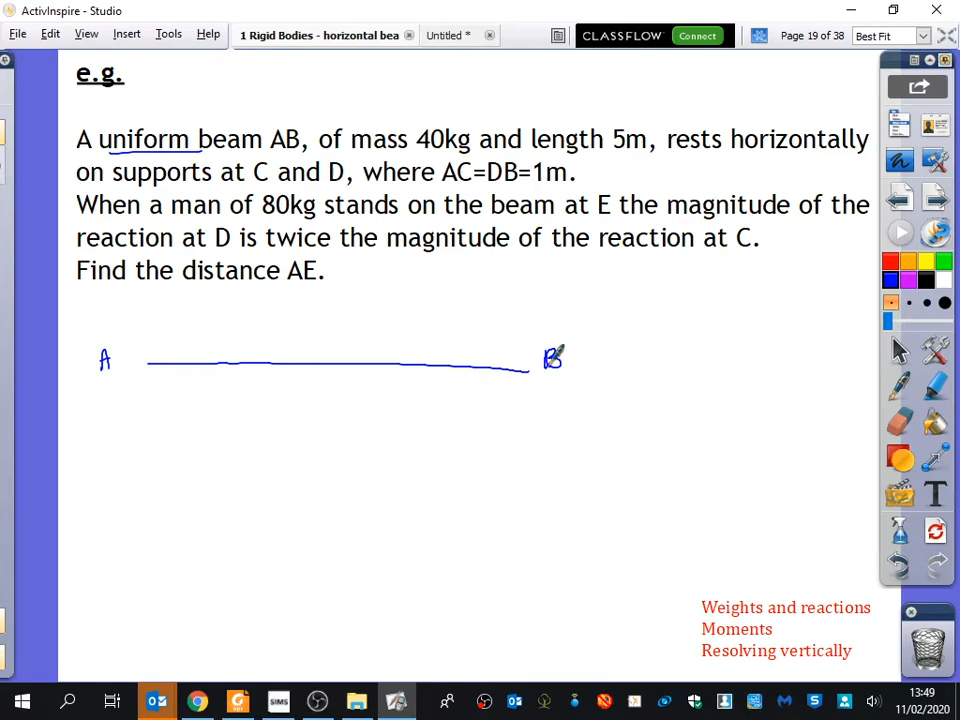 ActivInspire - Studio
File Edit View Insert Tools Help
1 Rigid Bodies - horizontal bea
Untitled *
CLASSFLOW Connect
Page 19 of 38
Best Fit
e.g.
A uniform beam AB, of mass 40kg and length 5m, rests horizontally
on supports at C and D, where AC=DB=1m.
When a man of 80kg stands on the beam at E the magnitude of the
reaction at D is twice the magnitude of the reaction at C.
Find the distance AE.
A B
Weights and reactions
Moments
Resolving vertically
SIMS
13:49
11/02/2020